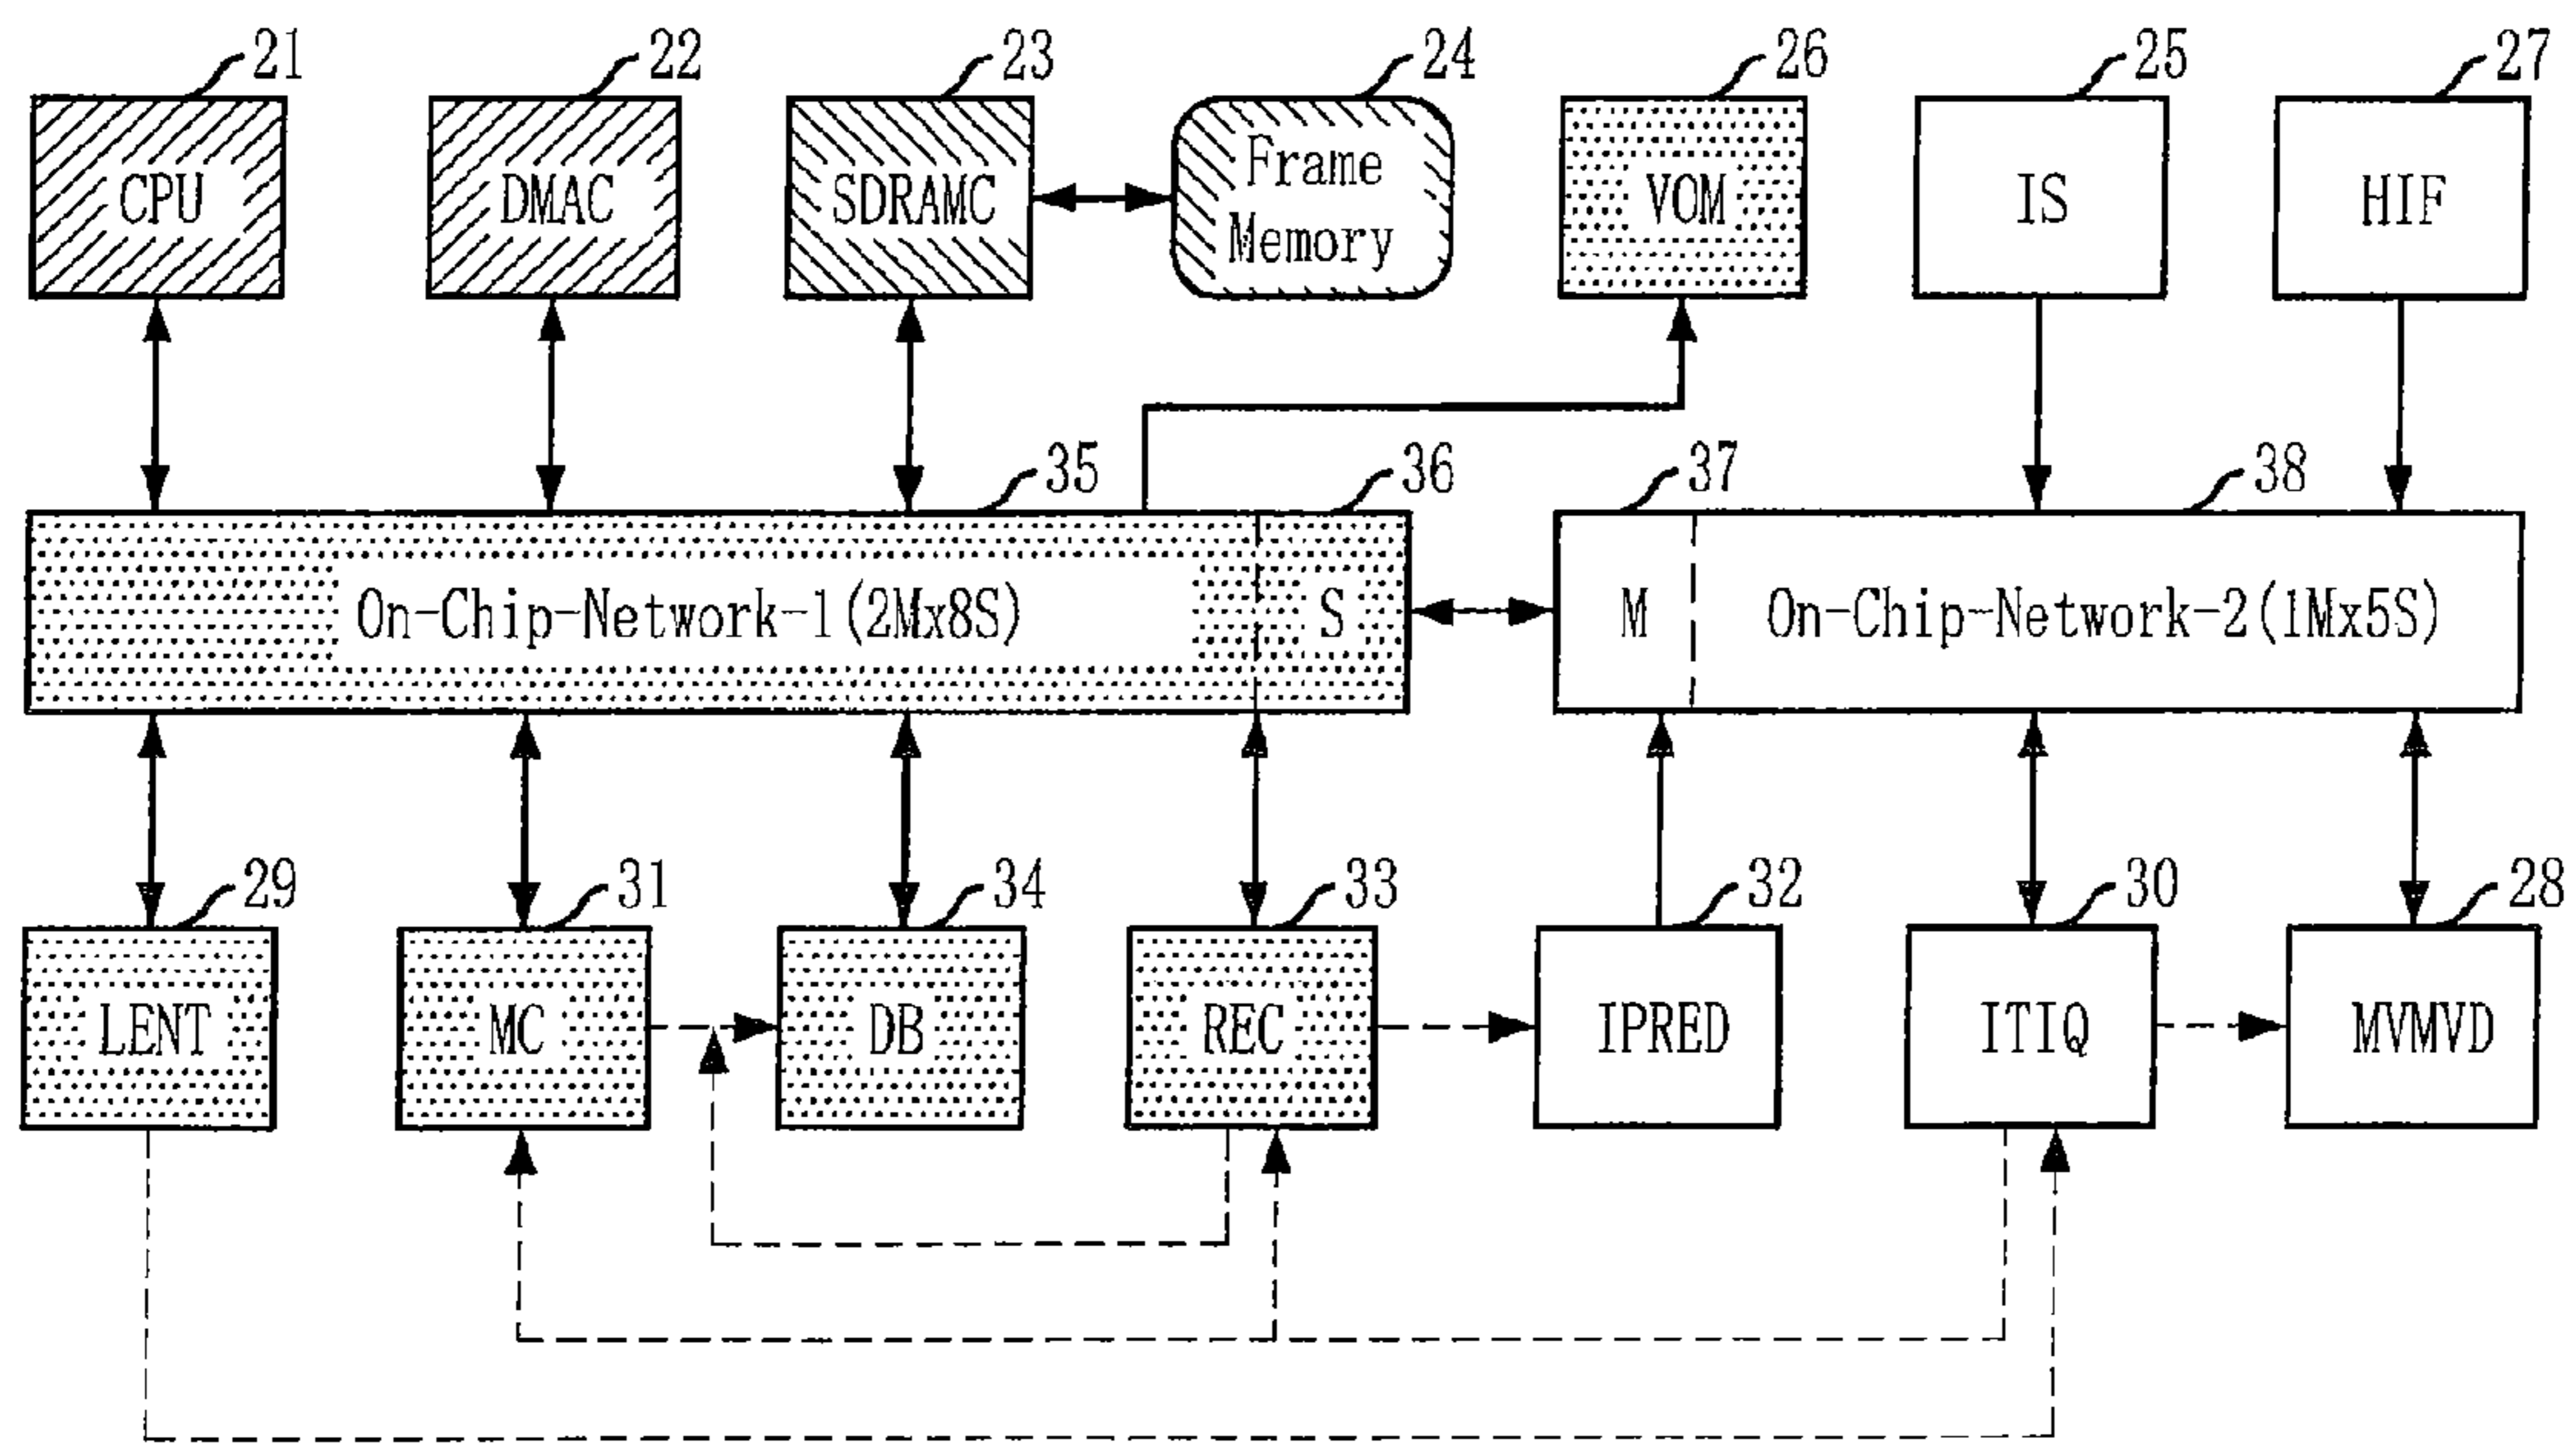 21 22 23 24 26 25 27
CPU DMAC SDRAMC Frame Memory VOM IS HIF
35 36 37 38
On-Chip-Network-1(2Mx8S) S M On-Chip-Network-2(1Mx5S)
29 31 34 33 32 30 28
LENT MC DB REC IPRED ITIQ MVMVD